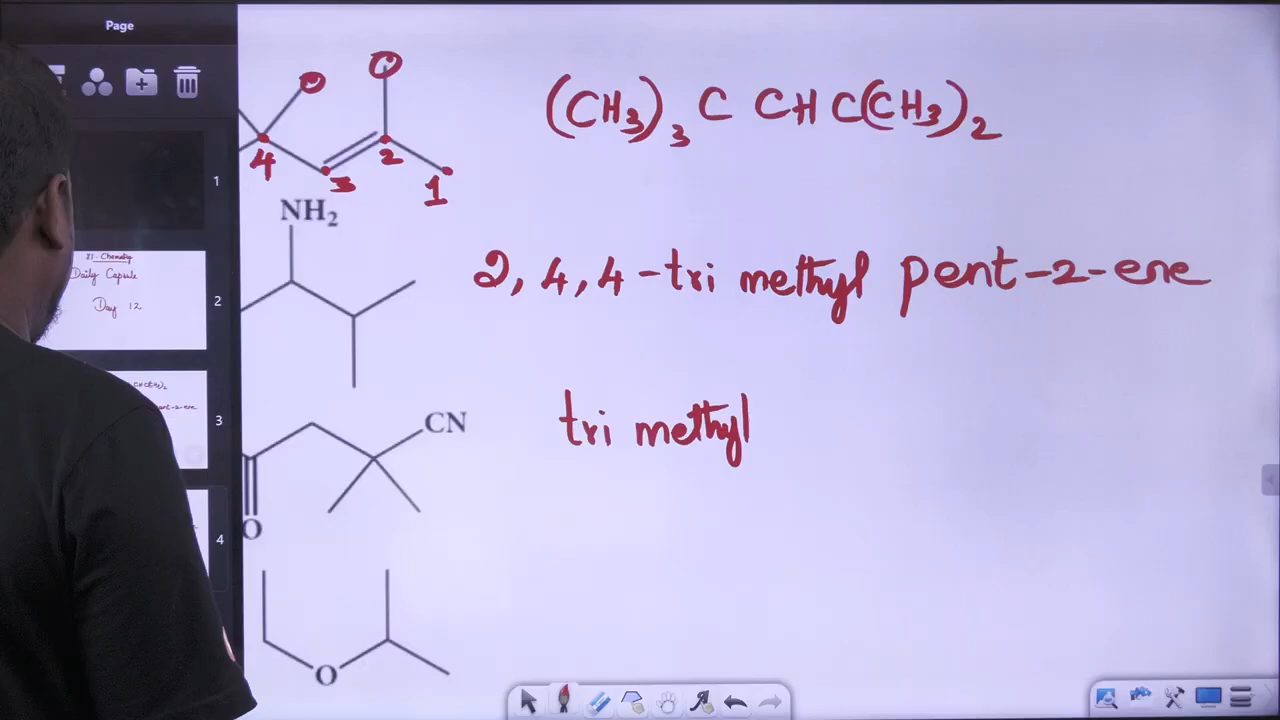 Page
1
XI - Chemistry
Daily Capsule
Day 12
2
3
4
4 3 2 1
NH2
CN
O
O
(CH3)3 C CH C(CH3)2
2, 4, 4-tri methyl pent-2-ene
tri methyl